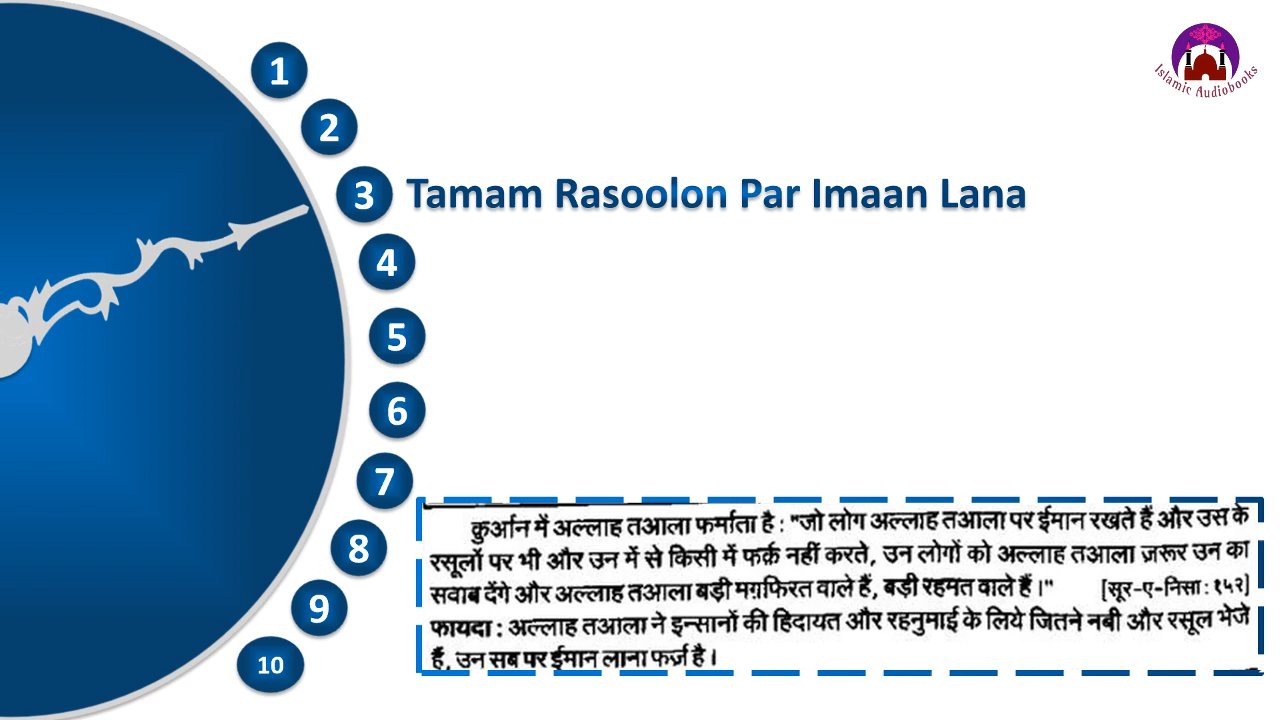 1
2
3 Tamam Rasoolon Par Imaan Lana
4
5
6
7
8
9
10
Islamic Audiobooks
कुर्आन में अल्लाह तआला फर्माता है : "जो लोग अल्लाह तआला पर ईमान रखते हैं और उस के
रसूलों पर भी और उन में से किसी में फर्क़ नहीं करते, उन लोगों को अल्लाह तआला ज़रूर उन का
सवाब देंगे और अल्लाह तआला बड़ी मग़फिरत वाले हैं, बड़ी रहमत वाले हैं ।" [सूर-ए-निसा : १५२]
फायदा : अल्लाह तआला ने इन्सानों की हिदायत और रहनुमाई के लिये जितने नबी और रसूल भेजे
हैं, उन सब पर ईमान लाना फर्ज़ है ।